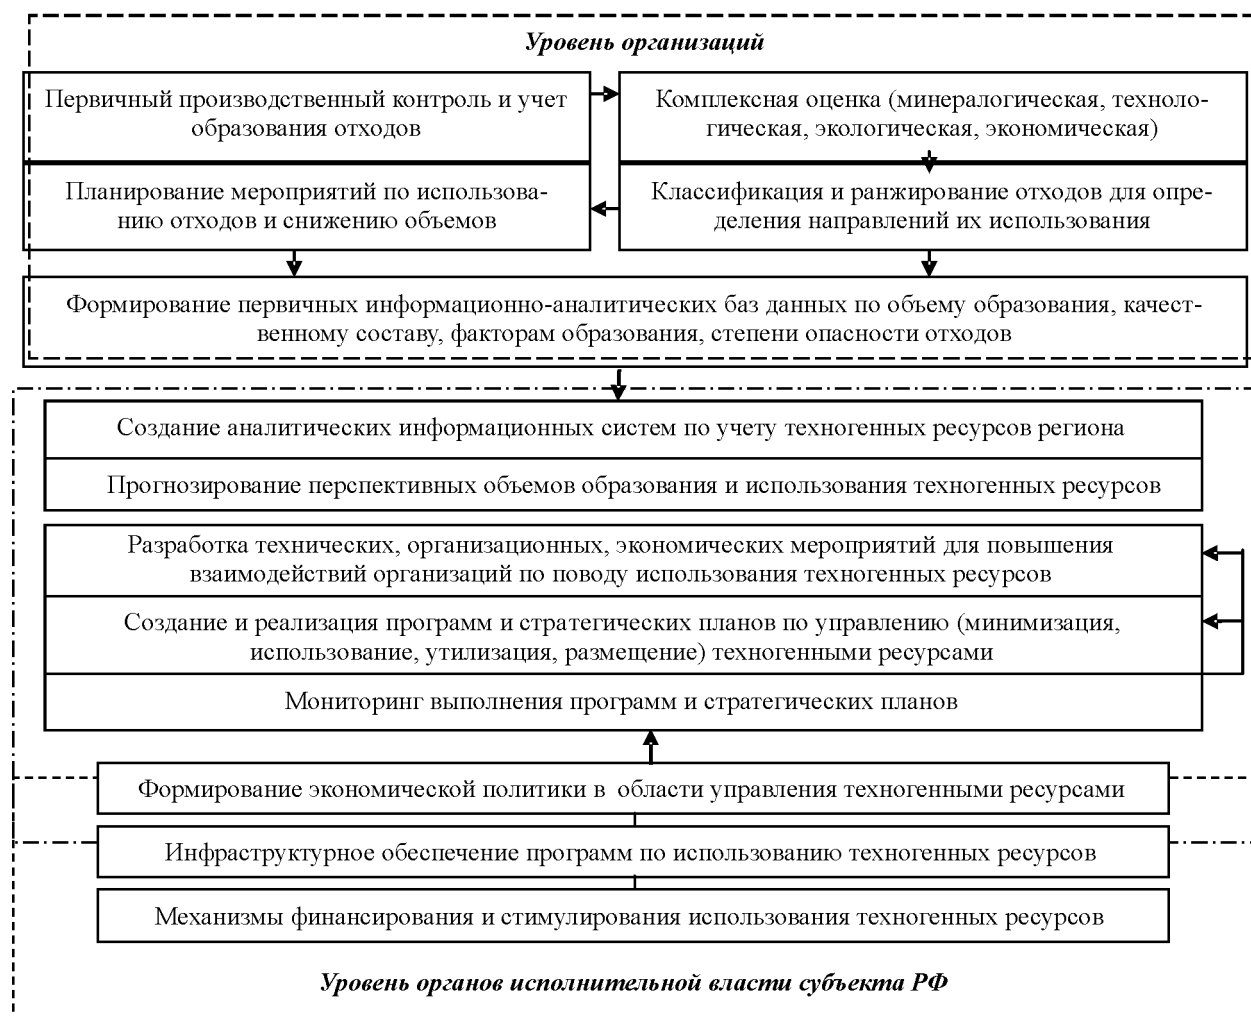 Уровень организаций
Первичный производственный контроль и учет
образования отходов
Комплексная оценка (минералогическая, техноло-
гическая, экологическая, экономическая)
Планирование мероприятий по использова-
нию отходов и снижению объемов
Классификация и ранжирование отходов для опре-
деления направлений их использования
Формирование первичных информационно-аналитических баз данных по объему образования, качест-
венному составу, факторам образования, степени опасности отходов
Создание аналитических информационных систем по учету техногенных ресурсов региона
Прогнозирование перспективных объемов образования и использования техногенных ресурсов
Разработка технических, организационных, экономических мероприятий для повышения
взаимодействий организаций по поводу использования техногенных ресурсов
Создание и реализация программ и стратегических планов по управлению (минимизация,
использование, утилизация, размещение) техногенными ресурсами
Мониторинг выполнения программ и стратегических планов
Формирование экономической политики в области управления техногенными ресурсами
Инфраструктурное обеспечение программ по использованию техногенных ресурсов
Механизмы финансирования и стимулирования использования техногенных ресурсов
Уровень органов исполнительной власти субъекта РФ